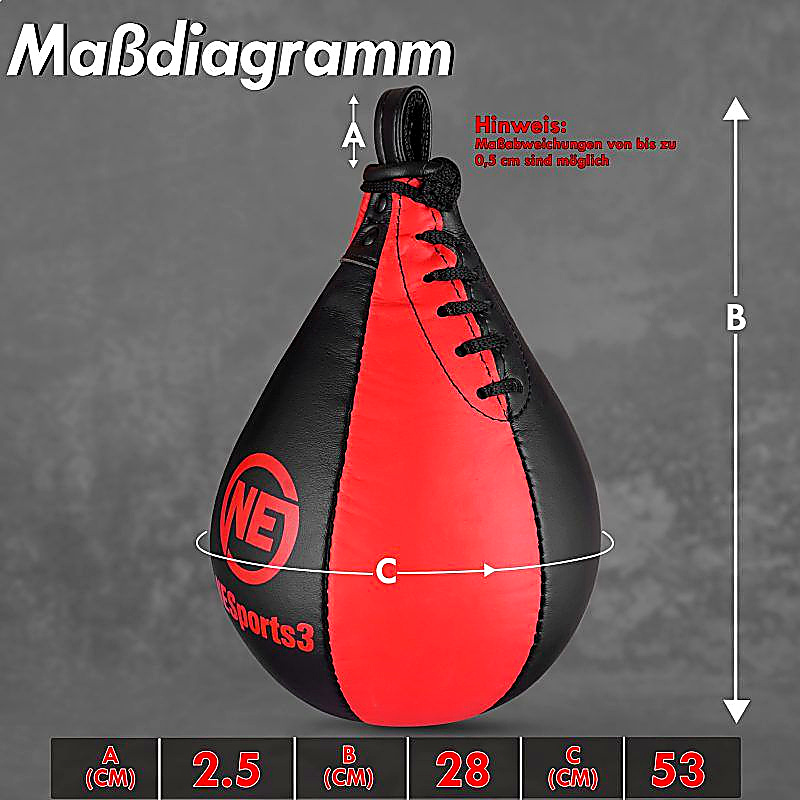 Maßdiagramm
A
Hinweis:
Maßabweichungen von bis zu
0,5 cm sind möglich
B
NE
NESports3
C
A (CM) 2.5 B (CM) 28 C (CM) 53